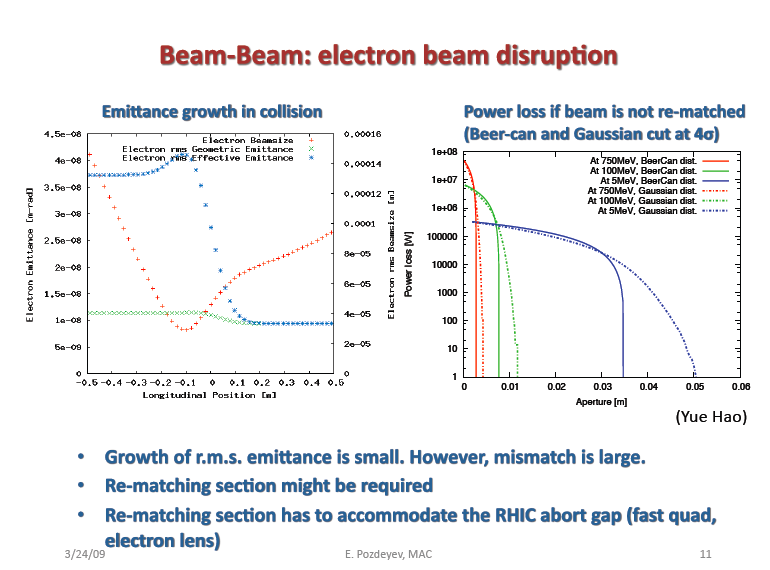 Beam-Beam: electron beam disruption
Emittance growth in collision
Power loss if beam is not re-matched
(Beer-can and Gaussian cut at 4σ)
4.5e-08
4e-08
3.5e-08
3e-08
2.5e-08
2e-08
1.5e-08
1e-08
5e-09
0
Electron Emittance [m-rad]
Electron Beamsize
Electron rms Geometric Emittance
Electron rms Effective Emittance
0.00016
0.00014
0.00012
0.0001
8e-05
6e-05
4e-05
2e-05
0
Electron rms Beamsize [m]
-0.5 -0.4 -0.3 -0.2 -0.1 0 0.1 0.2 0.3 0.4 0.5
Longitudinal Position [m]
1e+08
1e+07
1e+06
100000
10000
1000
100
10
1
Power loss [W]
At 750MeV, BeerCan dist.
At 100MeV, BeerCan dist.
At 5MeV, BeerCan dist.
At 750MeV, Gaussian dist.
At 100MeV, Gaussian dist.
At 5MeV, Gaussian dist.
0 0.01 0.02 0.03 0.04 0.05 0.06
Aperture [m]
(Yue Hao)
• Growth of r.m.s. emittance is small. However, mismatch is large.
• Re-matching section might be required
• Re-matching section has to accommodate the RHIC abort gap (fast quad,
electron lens)
3/24/09
E. Pozdeyev, MAC
11